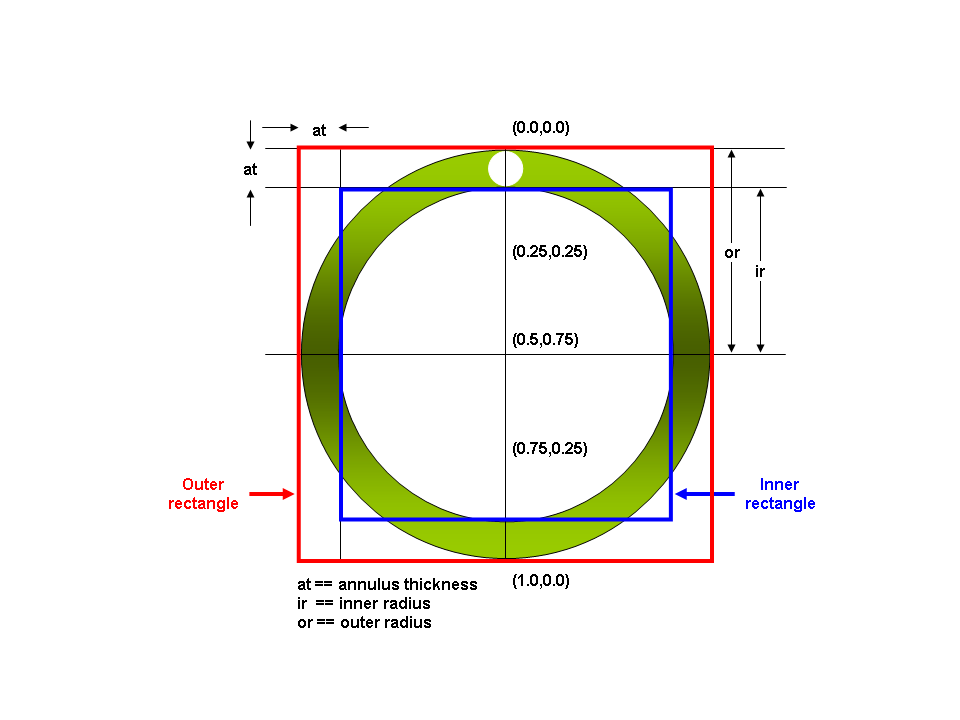 (0.0,0.0)
at
at
(0.25,0.25)
or
ir
(0.5,0.75)
(0.75,0.25)
Outer
rectangle
Inner
rectangle
(1.0,0.0)
at == annulus thickness
ir == inner radius
or == outer radius